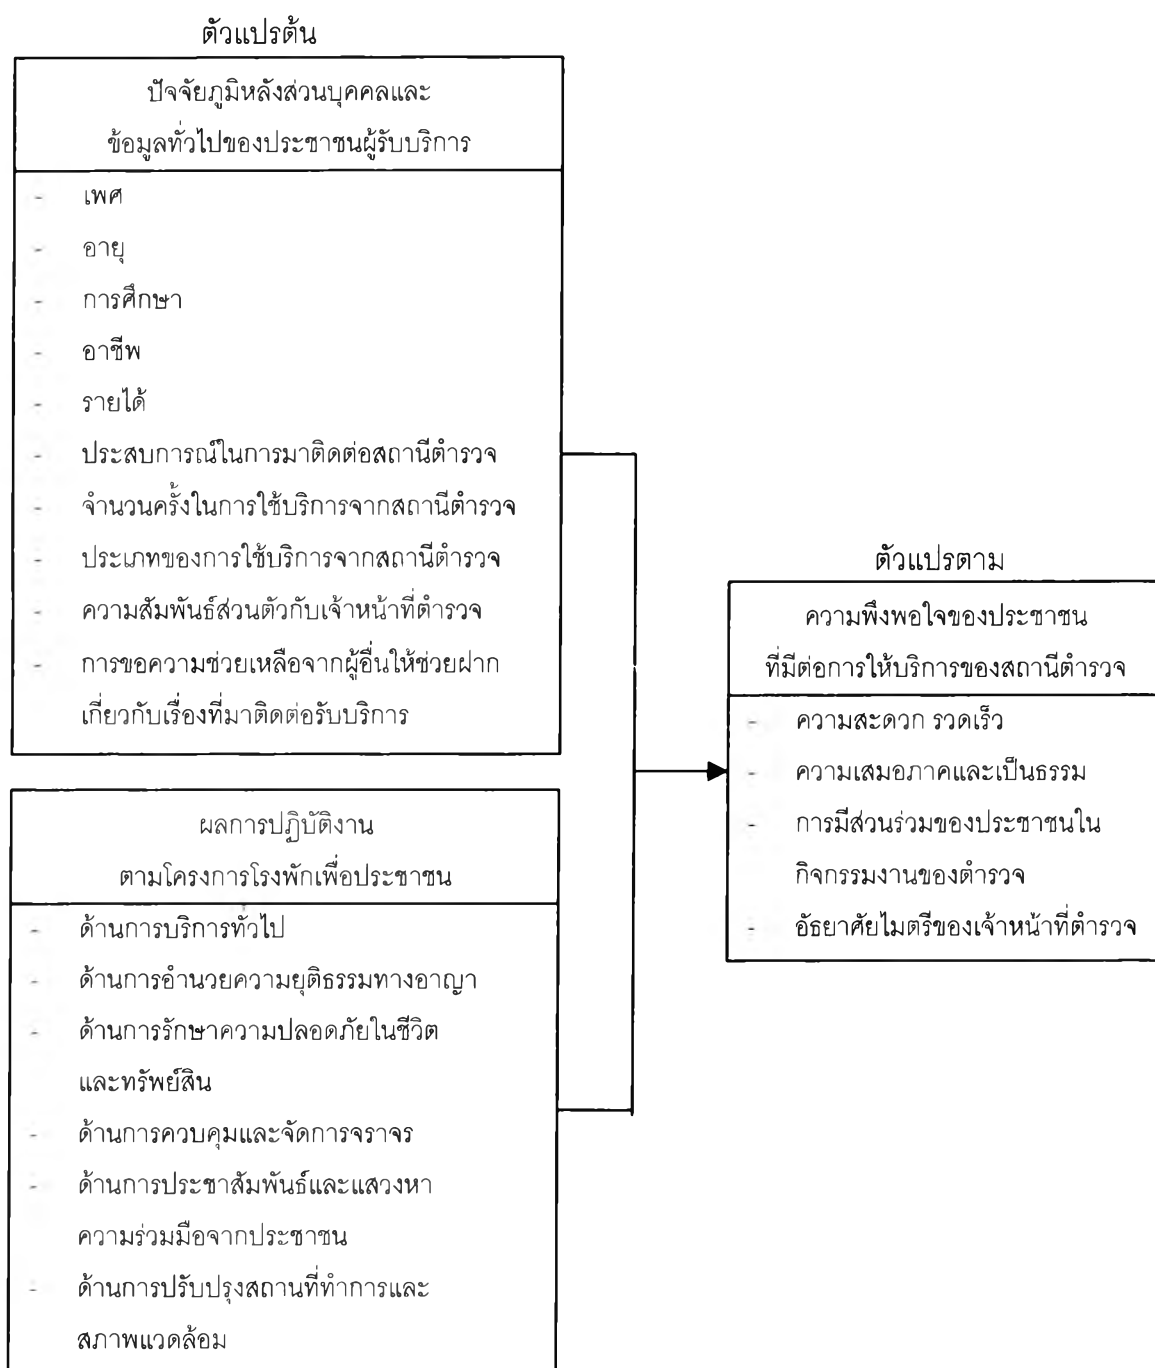 ตัวแปรต้น
ปัจจัยภูมิหลังส่วนบุคคลและ
ข้อมูลทั่วไปของประชาชนผู้รับบริการ
- เพศ
- อายุ
- การศึกษา
- อาชีพ
- รายได้
- ประสบการณ์ในการมาติดต่อสถานีตำรวจ
- จำนวนครั้งในการใช้บริการจากสถานีตำรวจ
- ประเภทของการใช้บริการจากสถานีตำรวจ
- ความสัมพันธ์ส่วนตัวกับเจ้าหน้าที่ตำรวจ
- การขอความช่วยเหลือจากผู้อื่นให้ช่วยฝาก
เกี่ยวกับเรื่องที่มาติดต่อรับบริการ
ผลการปฏิบัติงาน
ตามโครงการโรงพักเพื่อประชาชน
- ด้านการบริการทั่วไป
- ด้านการอำนวยความยุติธรรมทางอาญา
- ด้านการรักษาความปลอดภัยในชีวิต
และทรัพย์สิน
- ด้านการควบคุมและจัดการจราจร
- ด้านการประชาสัมพันธ์และแสวงหา
ความร่วมมือจากประชาชน
- ด้านการปรับปรุงสถานที่ทำการและ
สภาพแวดล้อม
ตัวแปรตาม
ความพึงพอใจของประชาชน
ที่มีต่อการให้บริการของสถานีตำรวจ
- ความสะดวก รวดเร็ว
- ความเสมอภาคและเป็นธรรม
- การมีส่วนร่วมของประชาชนใน
กิจกรรมงานของตำรวจ
- อัธยาศัยไมตรีของเจ้าหน้าที่ตำรวจ